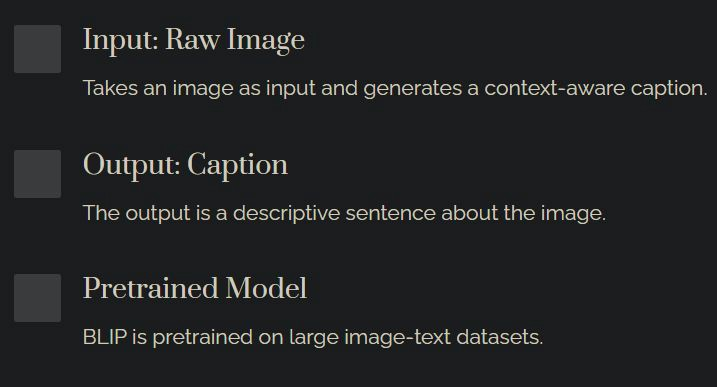 Input: Raw Image
Takes an image as input and generates a context-aware caption.
Output: Caption
The output is a descriptive sentence about the image.
Pretrained Model
BLIP is pretrained on large image-text datasets.